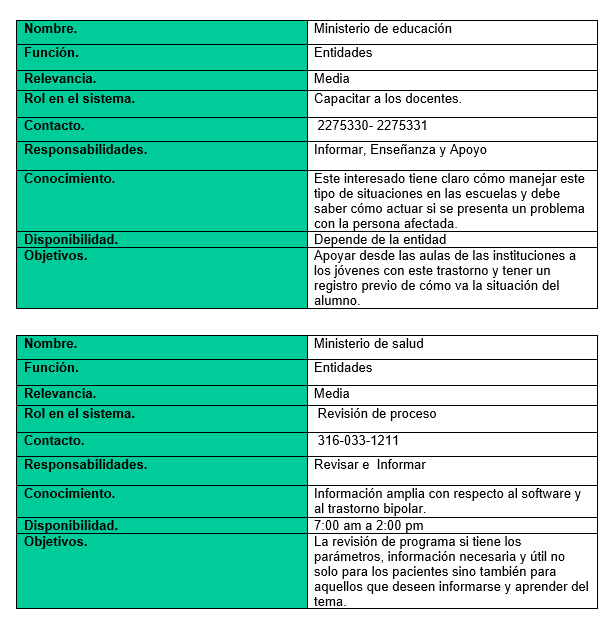 Nombre. Ministerio de educación
Función. Entidades
Relevancia. Media
Rol en el sistema. Capacitar a los docentes.
Contacto. 2275330- 2275331
Responsabilidades. Informar, Enseñanza y Apoyo
Conocimiento. Este interesado tiene claro cómo manejar este
tipo de situaciones en las escuelas y debe
saber cómo actuar si se presenta un problema
con la persona afectada.
Disponibilidad. Depende de la entidad
Objetivos. Apoyar desde las aulas de las instituciones a
los jóvenes con este trastorno y tener un
registro previo de cómo va la situación del
alumno.
Nombre. Ministerio de salud
Función. Entidades
Relevancia. Media
Rol en el sistema. Revisión de proceso
Contacto. 316-033-1211
Responsabilidades. Revisar e Informar
Conocimiento. Información amplia con respecto al software y
al trastorno bipolar.
Disponibilidad. 7:00 am a 2:00 pm
Objetivos. La revisión de programa si tiene los
parámetros, información necesaria y útil no
solo para los pacientes sino también para
aquellos que deseen informarse y aprender del
tema.